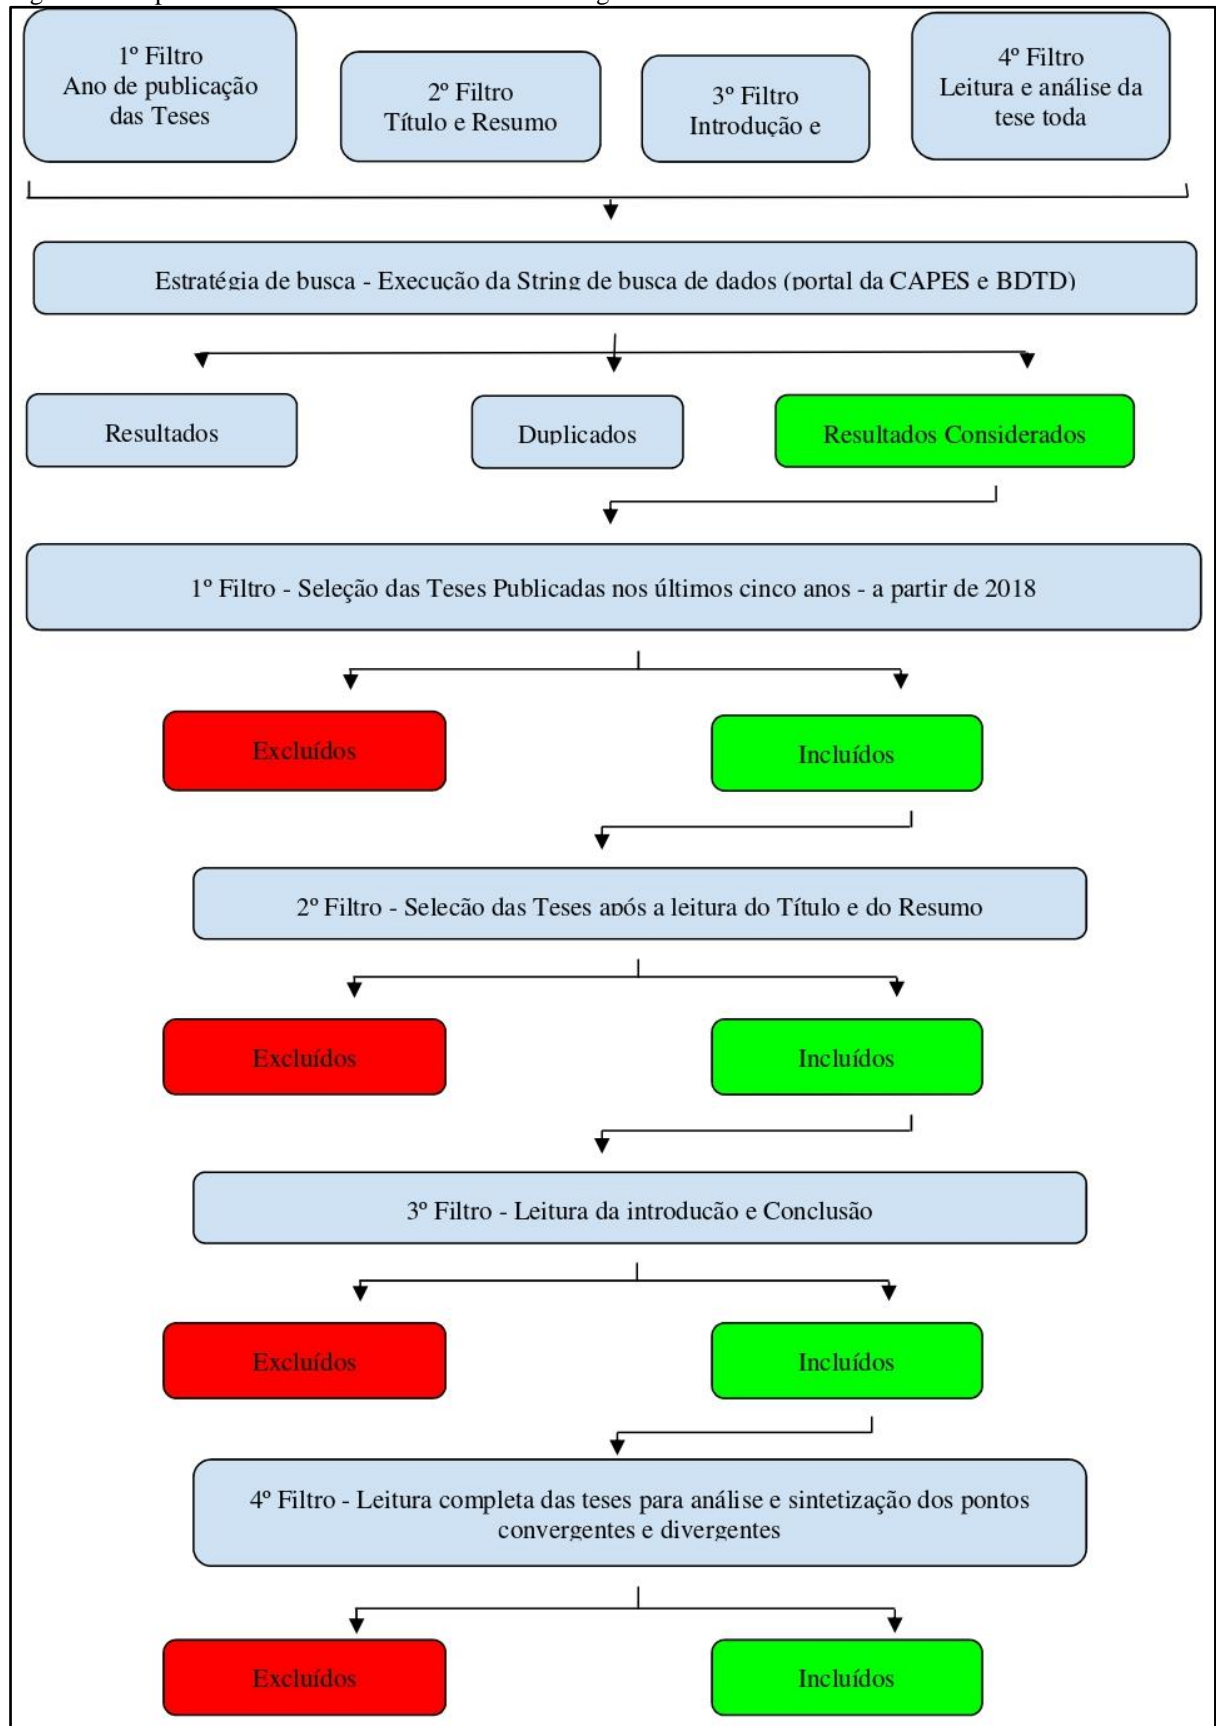 1º Filtro
Ano de publicação
das Teses
2º Filtro
Título e Resumo
3º Filtro
Introdução e
4º Filtro
Leitura e análise da
tese toda
Estratégia de busca - Execução da String de busca de dados (portal da CAPES e BDTD)
Resultados
Duplicados
Resultados Considerados
1º Filtro - Seleção das Teses Publicadas nos últimos cinco anos - a partir de 2018
Excluídos
Incluídos
2º Filtro - Seleção das Teses após a leitura do Título e do Resumo
Excluídos
Incluídos
3º Filtro - Leitura da introdução e Conclusão
Excluídos
Incluídos
4º Filtro - Leitura completa das teses para análise e sintetização dos pontos
convergentes e divergentes
Excluídos
Incluídos